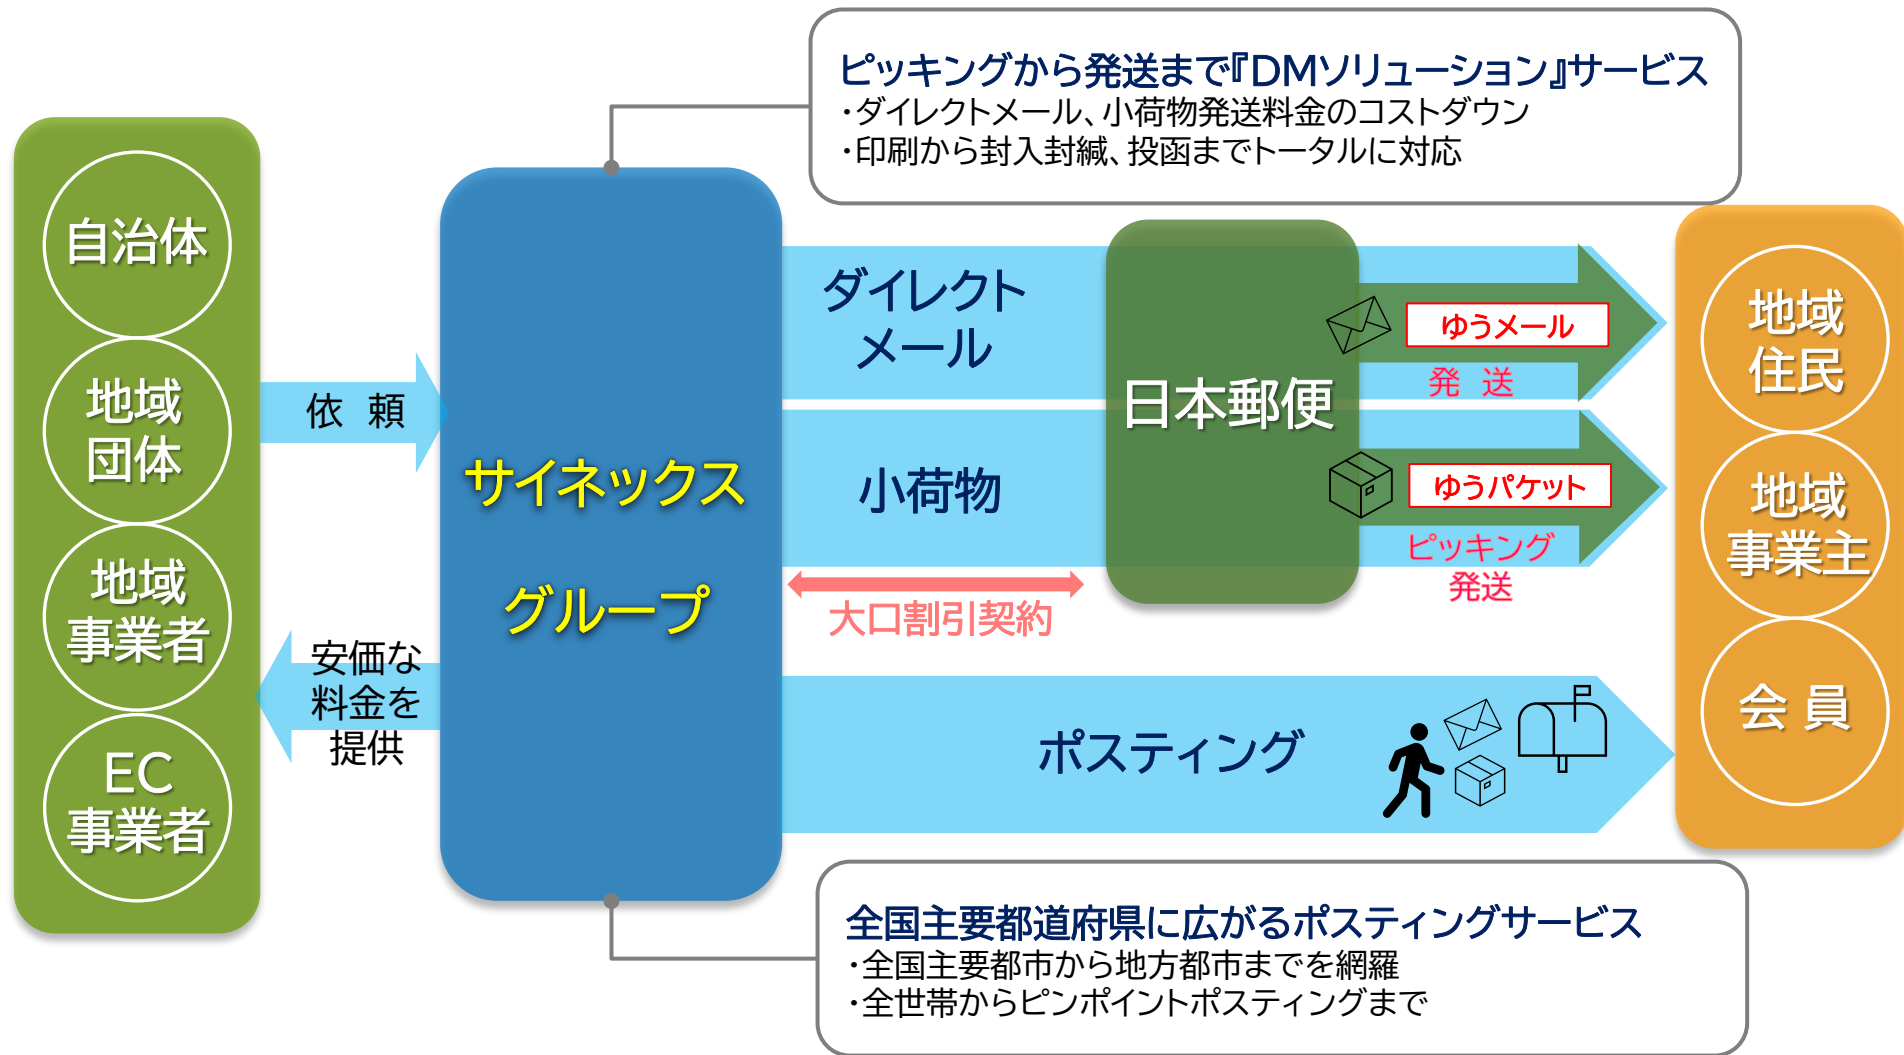 ピッキングから発送まで『DMソリューション』サービス
・ダイレクトメール、小荷物発送料金のコストダウン
・印刷から封入封緘、投函までトータルに対応
自治体
地域
団体
地域
事業者
EC
事業者
依 頼
安価な
料金を
提供
サイネックス
グループ
ダイレクト
メール
小荷物
大口割引契約
日本郵便
ゆうメール
発 送
ゆうパケット
ピッキング
発送
ポスティング
地域
住民
地域
事業主
会 員
全国主要都道府県に広がるポスティングサービス
・全国主要都市から地方都市までを網羅
・全世帯からピンポイントポスティングまで